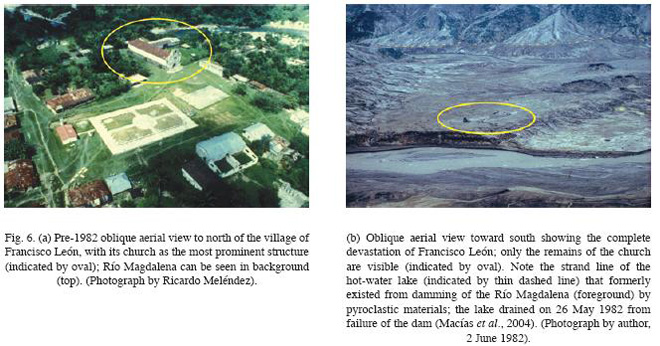 Fig. 6. (a) Pre-1982 oblique aerial view to north of the village of
Francisco León, with its church as the most prominent structure
(indicated by oval); Río Magdalena can be seen in background
(top). (Photograph by Ricardo Meléndez).
(b) Oblique aerial view toward south showing the complete
devastation of Francisco León; only the remains of the church
are visible (indicated by oval). Note the strand line of the
hot-water lake (indicated by thin dashed line) that formerly
existed from damming of the Río Magdalena (foreground) by
pyroclastic materials; the lake drained on 26 May 1982 from
failure of the dam (Macías et al., 2004). (Photograph by author,
2 June 1982).